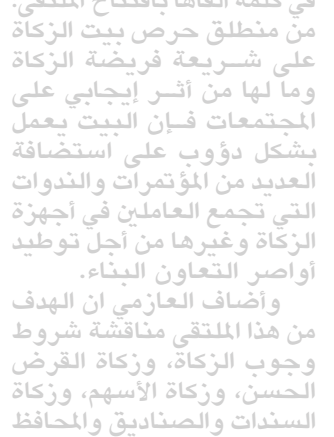 في كلمة ألقاها بافتتاح الملتقى:
من منطلق حرص بيت الزكاة
على شريعة فريضة الزكاة
وما لها من أثر إيجابي على
المجتمعات فإن البيت يعمل
بشكل دؤوب على استضافة
العديد من المؤتمرات والندوات
التي تجمع العاملين في أجهزة
الزكاة وغيرها من أجل توطيد
أواصر التعاون البناء.
وأضاف العازمي ان الهدف
من هذا الملتقى مناقشة شروط
وجوب الزكاة، وزكاة القرض
الحسن، وزكاة الأسهم، وزكاة
السندات والصناديق والمحافظ